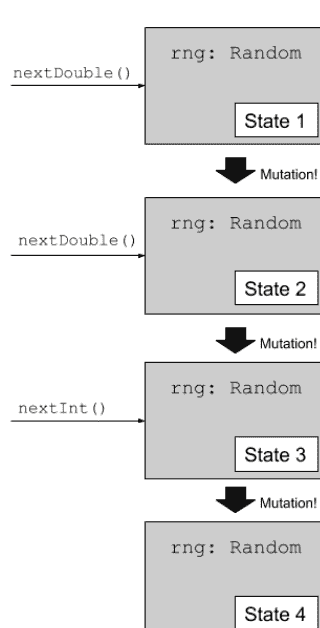 rng: Random
nextDouble()
State 1
Mutation!
rng: Random
nextDouble()
State 2
Mutation!
rng: Random
nextInt()
State 3
Mutation!
rng: Random
State 4